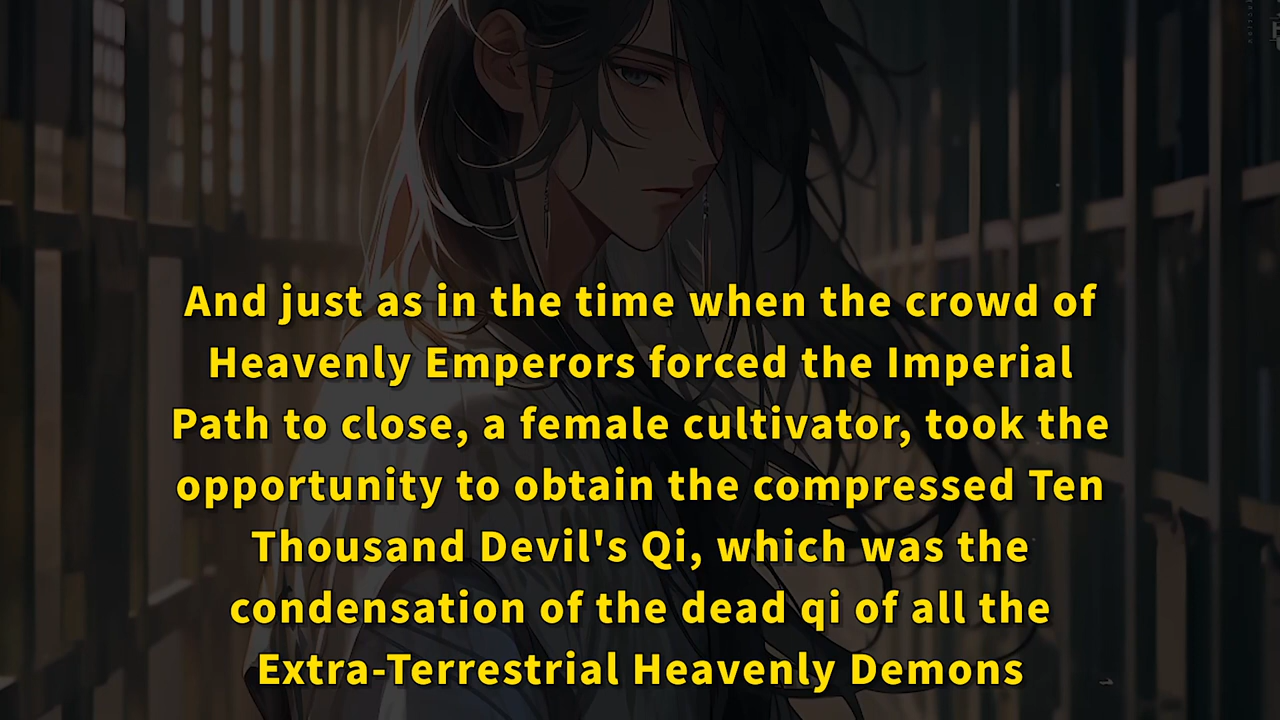 And just as in the time when the crowd of
Heavenly Emperors forced the Imperial
Path to close, a female cultivator, took the
opportunity to obtain the compressed Ten
Thousand Devil's Qi, which was the
condensation of the dead qi of all the
Extra-Terrestrial Heavenly Demons